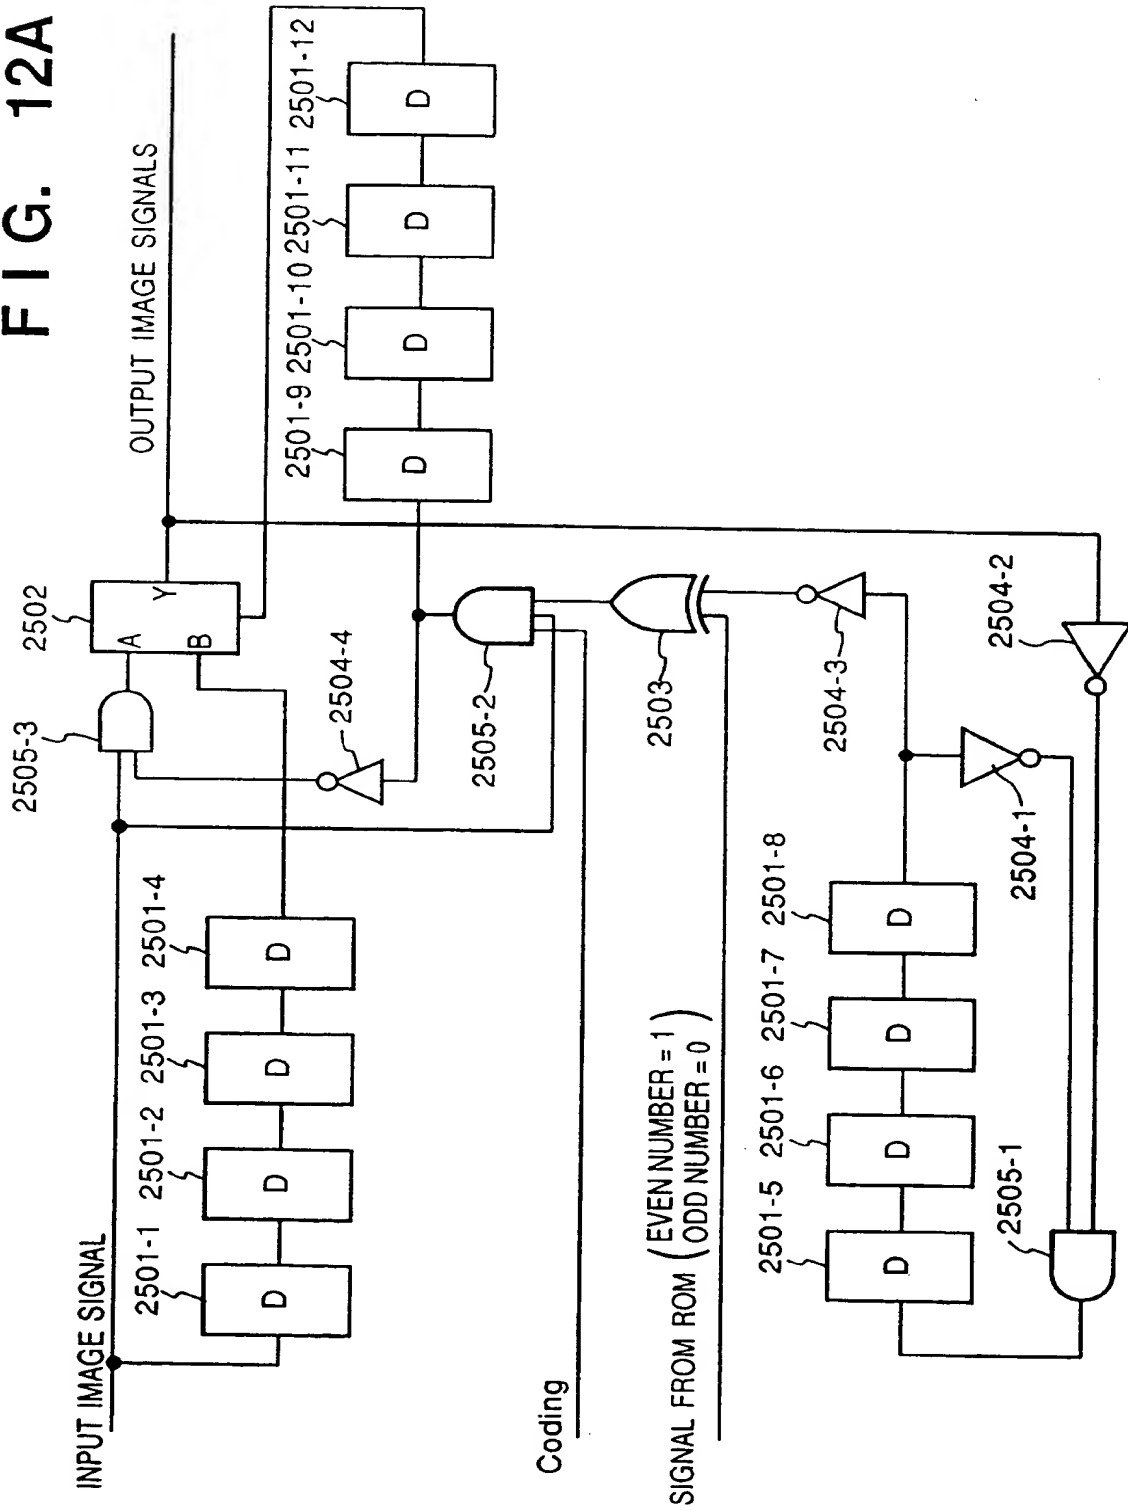 FIG. 12A
INPUT IMAGE SIGNAL
OUTPUT IMAGE SIGNALS
2505-3
2502
A
B
Y
2501-1
2501-2
2501-3
2501-4
D
D
D
D
2504-4
2501-9
2501-10
2501-11
2501-12
D
D
D
D
2505-2
Coding
2503
SIGNAL FROM ROM (EVEN NUMBER = 1
ODD NUMBER = 0)
2504-3
2501-5
2501-6
2501-7
2501-8
D
D
D
D
2504-1
2504-2
2505-1